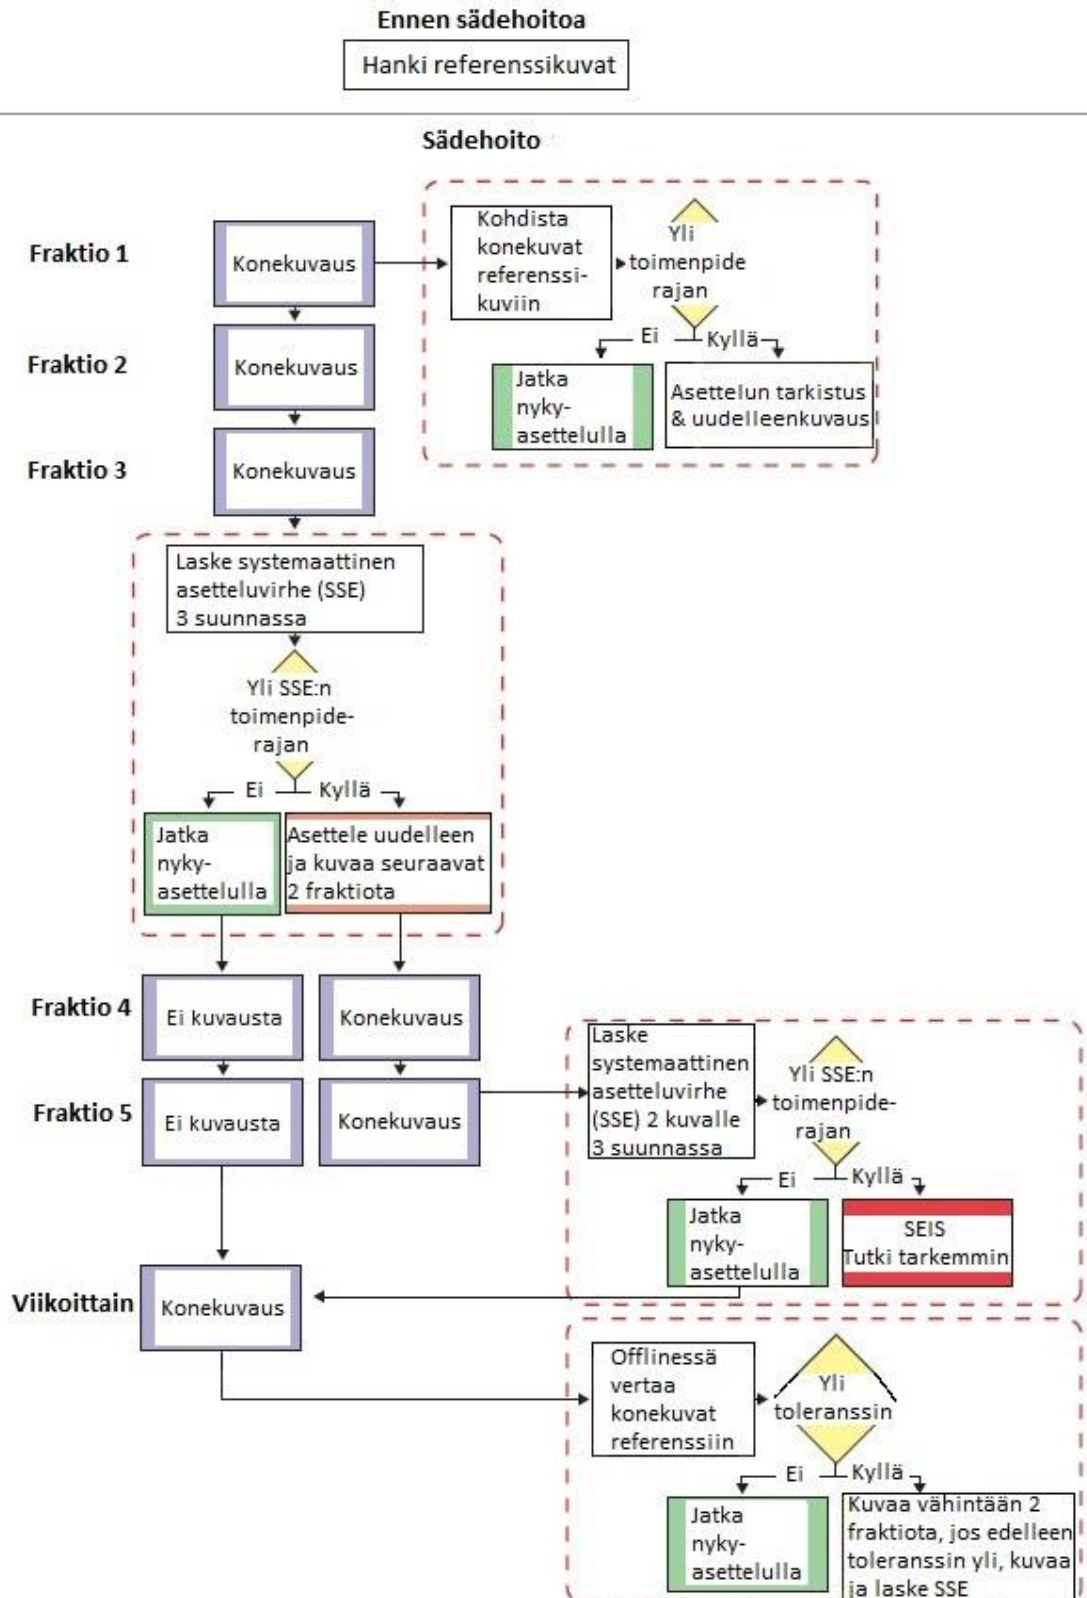 Ennen sädehoitoa
Hanki referenssikuvat
Sädehoito
Fraktio 1
Konekuvaus
Kohdista
konekuvat
referenssi-
kuviin
Yli
toimenpide
rajan
Ei
Kyllä
Jatka
nyky-
asettelulla
Asettelun tarkistus
& uudelleenkuvaus
Fraktio 2
Konekuvaus
Fraktio 3
Konekuvaus
Laske systemaattinen
asetteluvirhe (SSE)
3 suunnassa
Yli SSE:n
toimenpide-
rajan
Ei
Kyllä
Jatka
nyky-
asettelulla
Asettele uudelleen
ja kuvaa seuraavat
2 fraktiota
Fraktio 4
Ei kuvausta
Konekuvaus
Fraktio 5
Ei kuvausta
Konekuvaus
Laske
systemaattinen
asetteluvirhe
(SSE) 2 kuvalle
3 suunnassa
Yli SSE:n
toimenpide-
rajan
Ei
Kyllä
Jatka
nyky-
asettelulla
SEIS
Tutki tarkemmin
Viikoittain
Konekuvaus
Offlinessä
vertaa
konekuvat
referenssiin
Yli
toleranssin
Ei
Kyllä
Jatka
nyky-
asettelulla
Kuvaa vähintään 2
fraktiota, jos edelleen
toleranssin yli, kuvaa
ja laske SSE